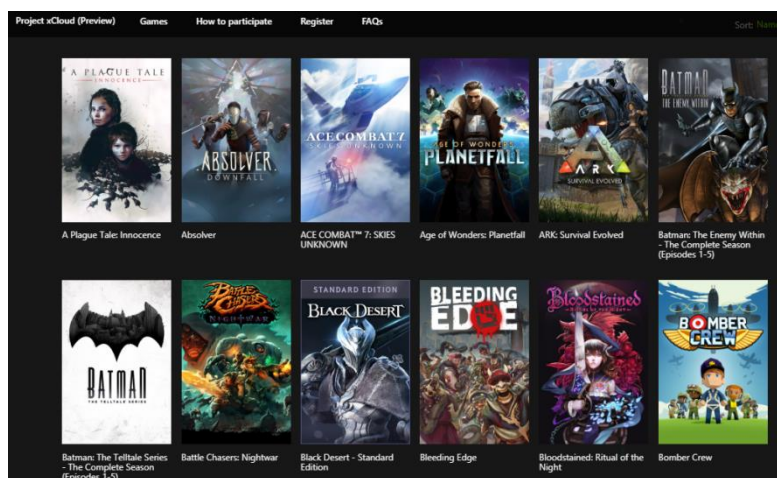 Project xCloud (Preview) Games How to participate Register FAQs Sort: Name
A PLAGUE TALE
INNOCENCE
ABSOLVER
DOWNFALL
ACE COMBAT 7
SKIES UNKNOWN
AGE OF WONDERS
PLANETFALL
ARK
SURVIVAL EVOLVED
BATMAN
THE ENEMY WITHIN
A Plague Tale: Innocence
Absolver
ACE COMBAT™ 7: SKIES
UNKNOWN
Age of Wonders: Planetfall
ARK: Survival Evolved
Batman: The Enemy Within
- The Complete Season
(Episodes 1-5)
BATMAN
THE TELLTALE SERIES
BATTLE
CHASERS
NIGHTWAR
STANDARD EDITION
BLACK DESERT
BLEEDING
EDGE
Bloodstained
RITUAL OF THE NIGHT
BOMBER
CREW
Batman: The Telltale Series
- The Complete Season
(Episodes 1-5)
Battle Chasers: Nightwar
Black Desert - Standard
Edition
Bleeding Edge
Bloodstained: Ritual of the
Night
Bomber Crew